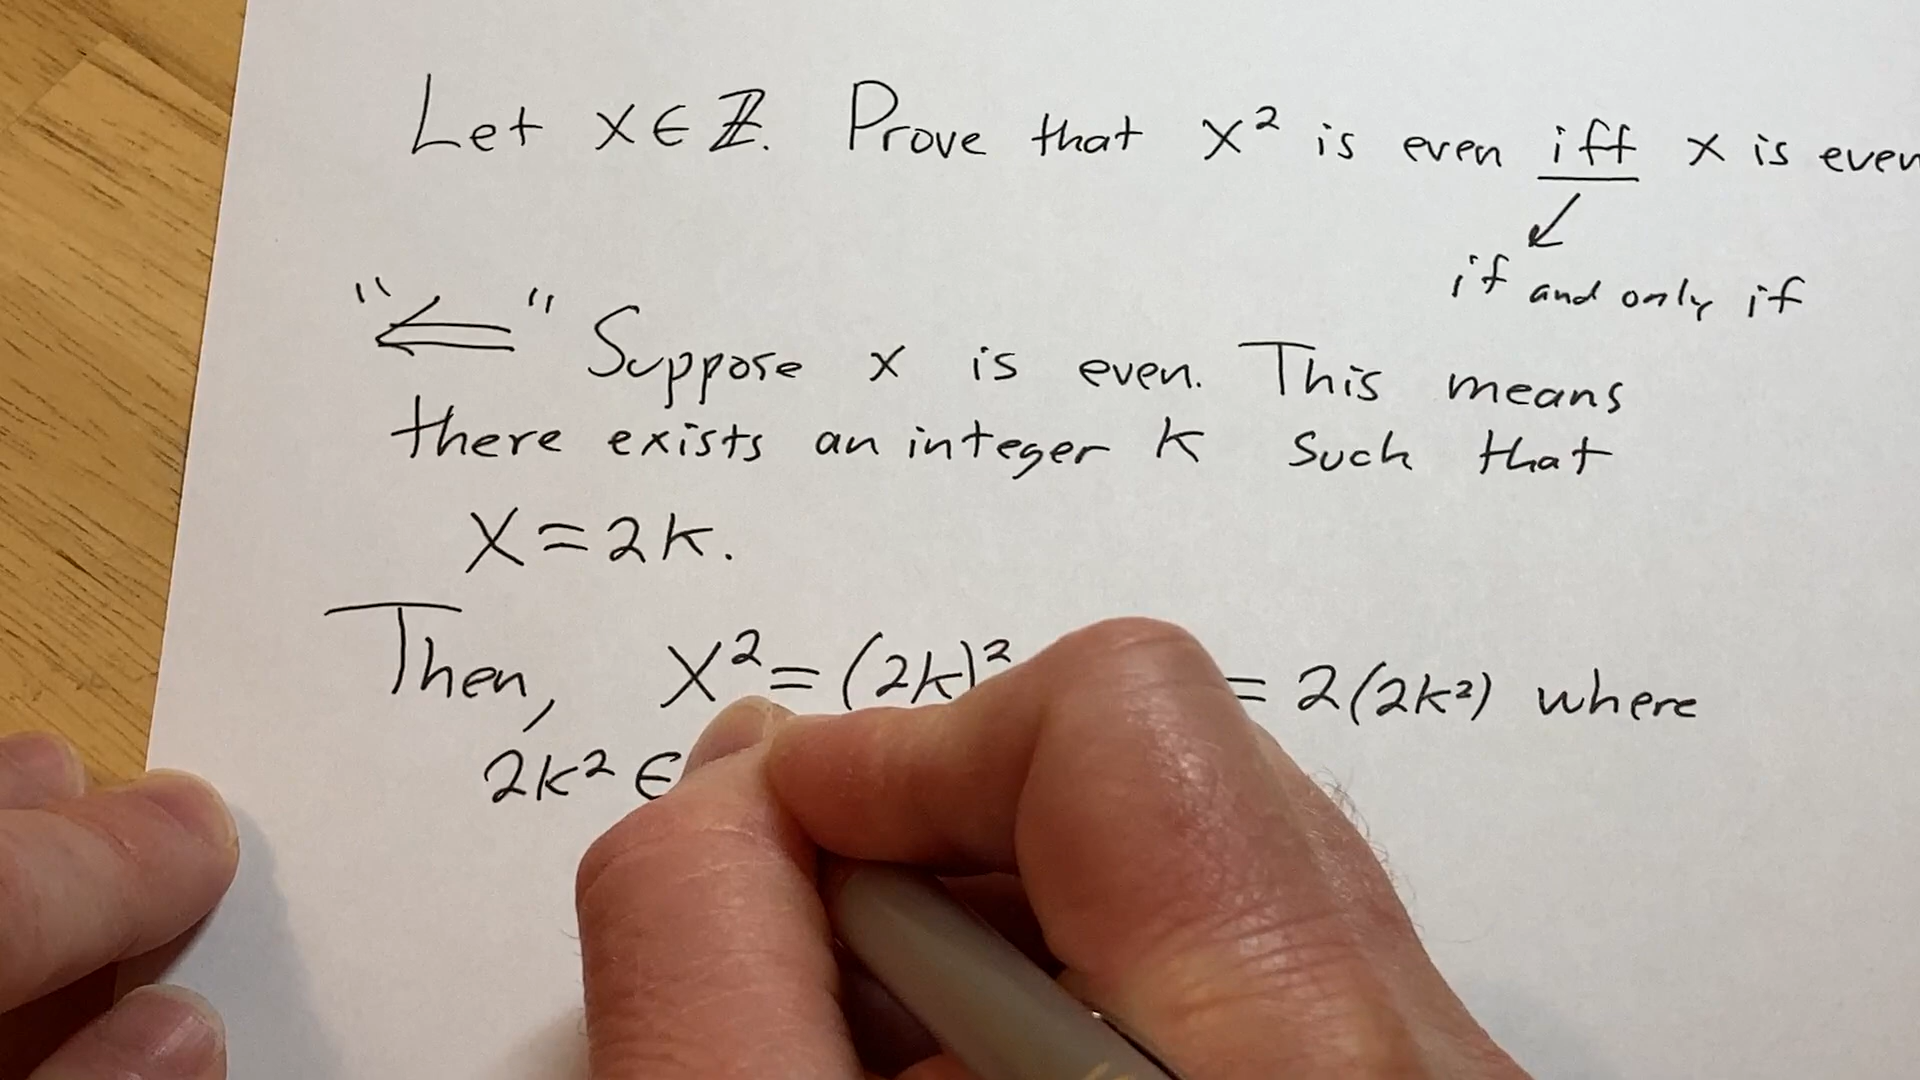 Let x∈ℤ. Prove that x² is even iff x is even
↙
if and only if
"⇐" Suppose x is even. This means
there exists an integer k such that
x=2k.
Then, x²=(2k)² = 2(2k²) where
2k² ∈